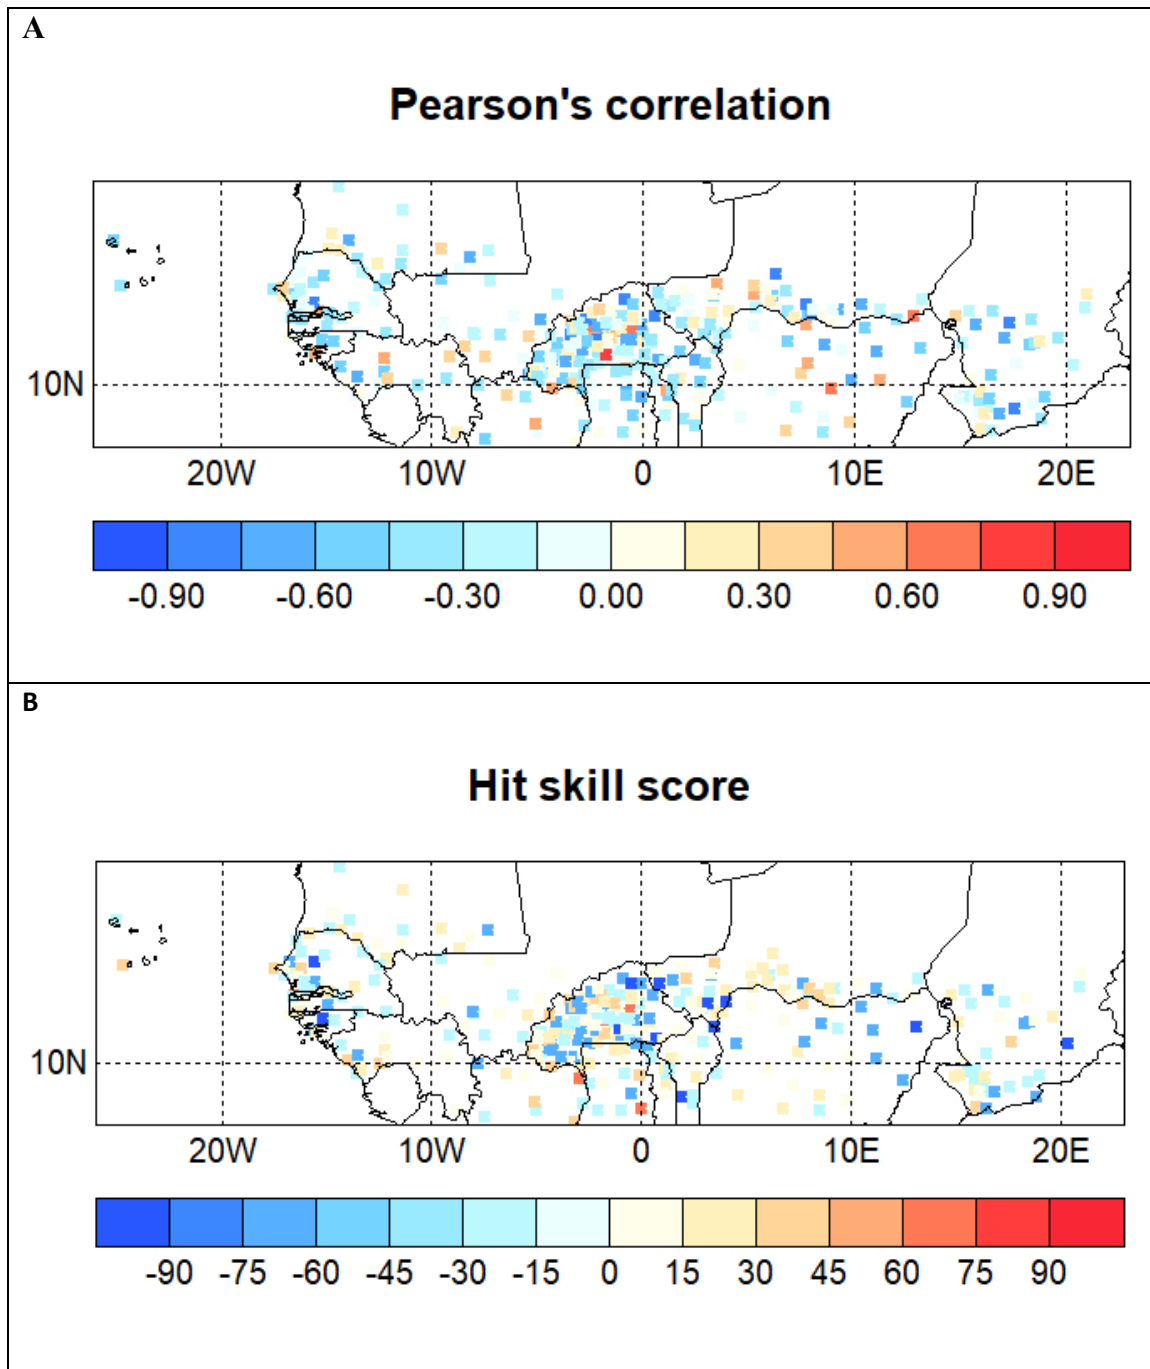 A
Pearson's correlation
10N
20W 10W 0 10E 20E
-0.90 -0.60 -0.30 0.00 0.30 0.60 0.90
B
Hit skill score
10N
20W 10W 0 10E 20E
-90 -75 -60 -45 -30 -15 0 15 30 45 60 75 90